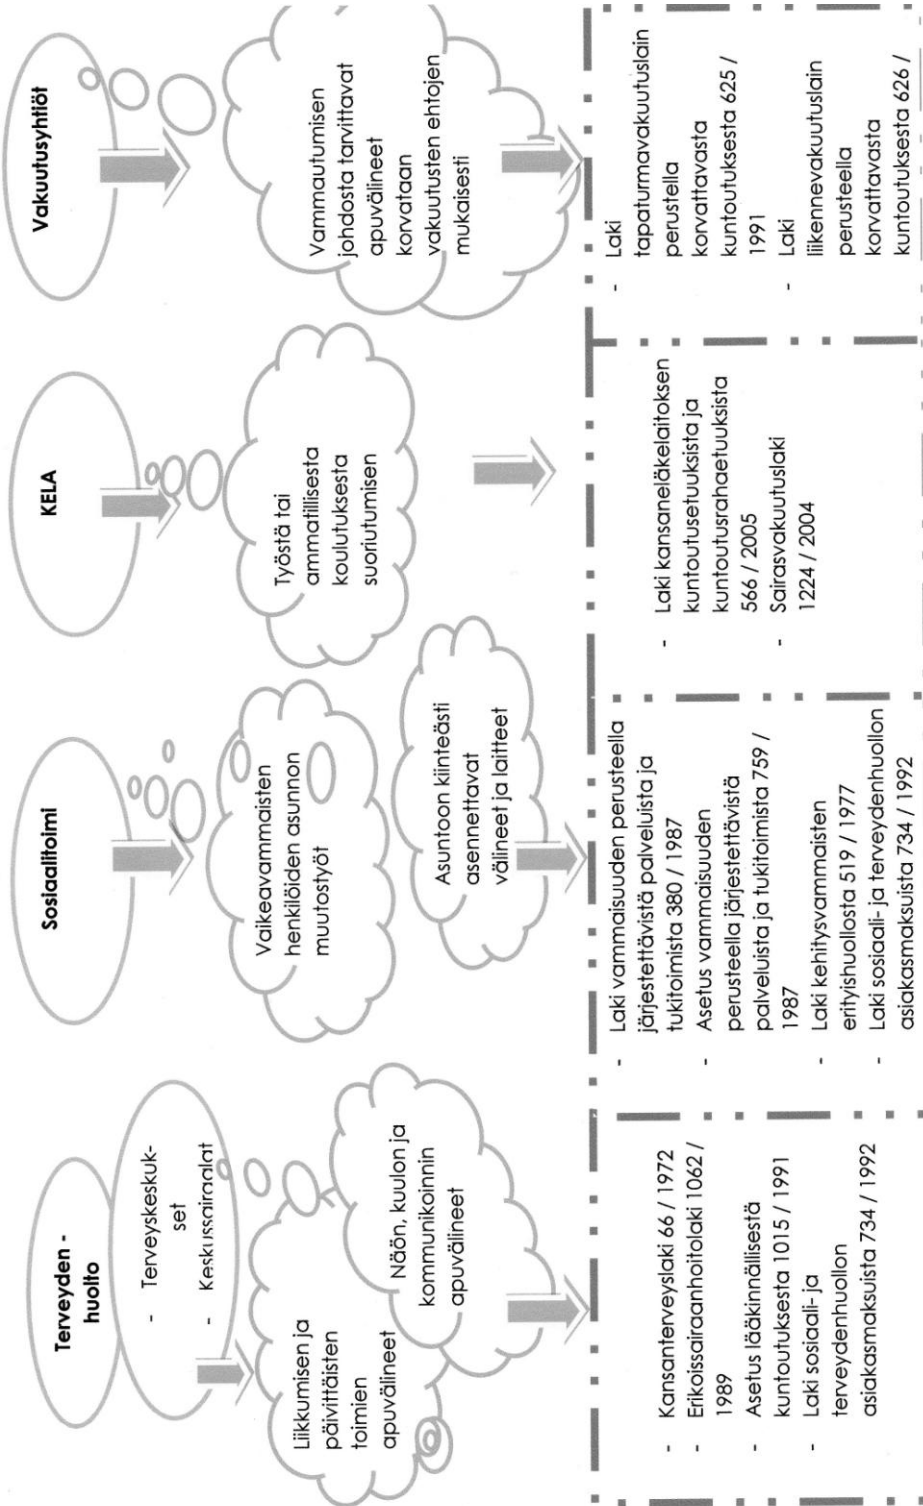 Terveyden -
huolto
- Terveyskeskuk-
set
- Keskussairaalat
Liikkumisen ja
päivittäisten
toimien
apuvälineet
Näön, kuulon ja
kommunikoinnin
apuvälineet
- Kansanterveyslaki 66 / 1972
- Erikoissairaanhoitolaki 1062 /
1989
- Asetus lääkinnällisestä
kuntoutuksesta 1015 / 1991
- Laki sosiaali- ja
terveydenhuollon
asiakasmaksuista 734 / 1992
Sosiaalitoimi
Vaikeavammaisten
henkilöiden asunnon
muutostyöt
Asuntoon kiinteästi
asennettavat
välineet ja laitteet
- Laki vammaisuuden perusteella
järjestettävistä palveluista ja
tukitoimista 380 / 1987
- Asetus vammaisuuden
perusteella järjestettävistä
palveluista ja tukitoimista 759 /
1987
- Laki kehitysvammaisten
erityishuollosta 519 / 1977
- Laki sosiaali- ja terveydenhuollon
asiakasmaksuista 734 / 1992
KELA
Työstä tai
ammatillisesta
koulutuksesta
suoriutumisen
- Laki kansaneläkelaitoksen
kuntoutusetuuksista ja
kuntoutusrahaetuuksista
566 / 2005
- Sairasvakuutuslaki
1224 / 2004
Vakuutusyhtiöt
Vammautumisen
johdosta tarvittavat
apuvälineet
korvataan
vakuutusten ehtojen
mukaisesti
- Laki
tapaturmavakuutuslain
perustella
korvattavasta
kuntoutuksesta 625 /
1991
- Laki
liikennevakuutuslain
perusteella
korvattavasta
kuntoutuksesta 626 /